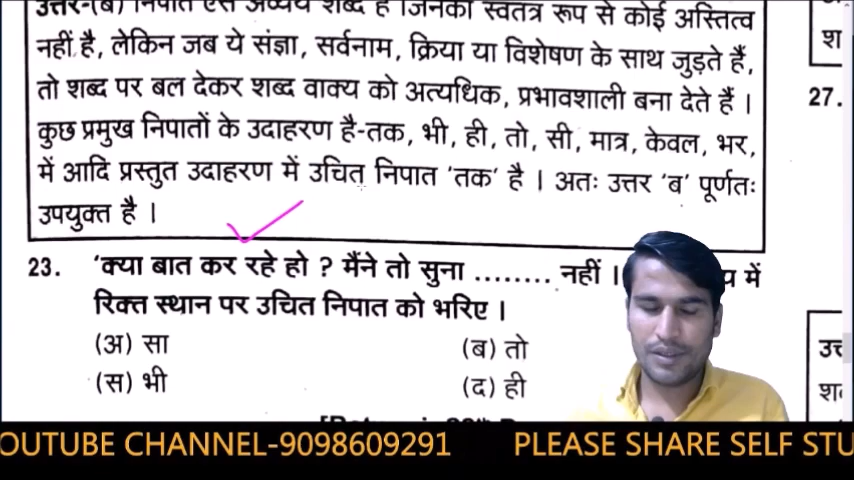 उत्तर-(ब) निपात ऐसे अव्यय शब्द हैं जिनका स्वतंत्र रूप से कोई अस्तित्व
नहीं है, लेकिन जब ये संज्ञा, सर्वनाम, क्रिया या विशेषण के साथ जुड़ते हैं,
तो शब्द पर बल देकर शब्द वाक्य को अत्यधिक, प्रभावशाली बना देते हैं ।
कुछ प्रमुख निपातों के उदाहरण है-तक, भी, ही, तो, सी, मात्र, केवल, भर,
में आदि प्रस्तुत उदाहरण में उचित निपात 'तक' है । अतः उत्तर 'ब' पूर्णतः
उपयुक्त है ।
23. 'क्या बात कर रहे हो ? मैंने तो सुना ........ नहीं । में
रिक्त स्थान पर उचित निपात को भरिए ।
(अ) सा (ब) तो
(स) भी (द) ही
श
27.
उत्त
OUTUBE CHANNEL-9098609291 PLEASE SHARE SELF STU